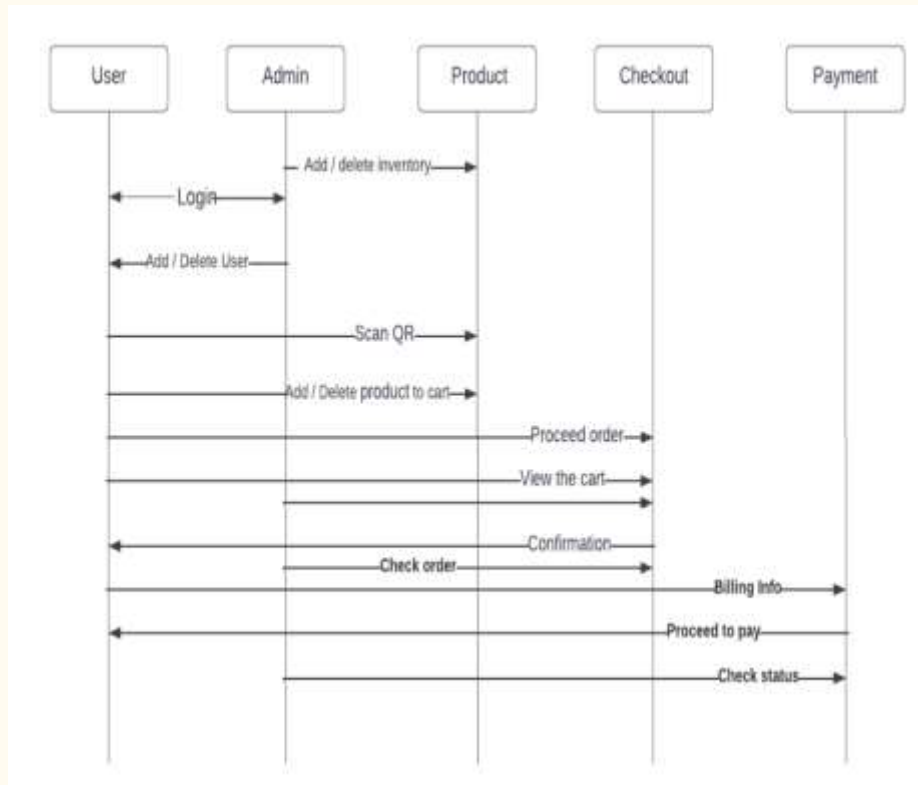 User
Admin
Product
Checkout
Payment
Add / delete inventory
Login
Add / Delete User
Scan QR
Add / Delete product to cart
Proceed order
View the cart
Confirmation
Check order
Billing Info
Proceed to pay
Check status